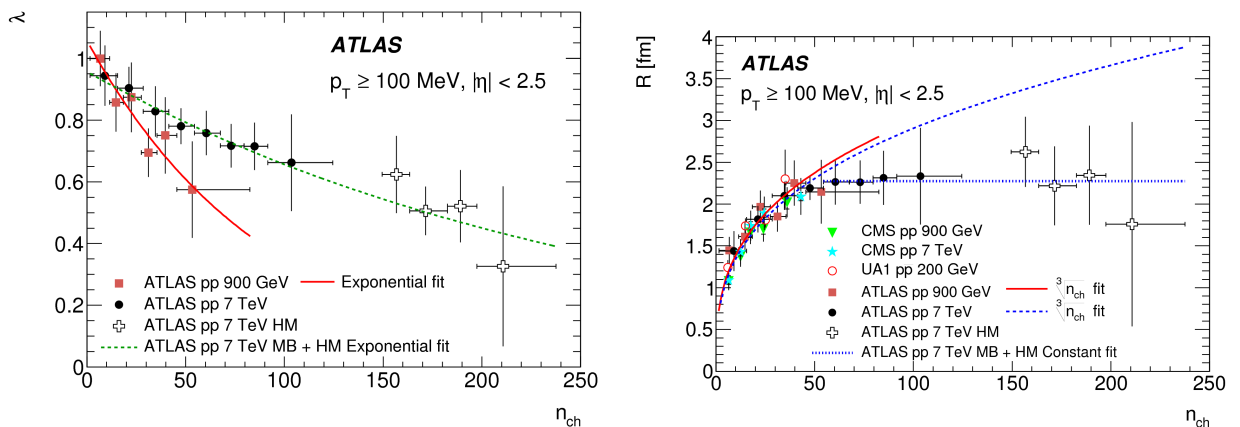 λ
ATLAS
p_T ≥ 100 MeV, |η| < 2.5
1
0.8
0.6
0.4
0.2
0
ATLAS pp 900 GeV
Exponential fit
ATLAS pp 7 TeV
ATLAS pp 7 TeV HM
ATLAS pp 7 TeV MB + HM Exponential fit
0 50 100 150 200 250
n_ch
R [fm]
ATLAS
p_T ≥ 100 MeV, |η| < 2.5
4
3.5
3
2.5
2
1.5
1
0.5
0
CMS pp 900 GeV
CMS pp 7 TeV
UA1 pp 200 GeV
ATLAS pp 900 GeV
∛n_ch fit
ATLAS pp 7 TeV
∛n_ch fit
ATLAS pp 7 TeV HM
ATLAS pp 7 TeV MB + HM Constant fit
0 50 100 150 200 250
n_ch